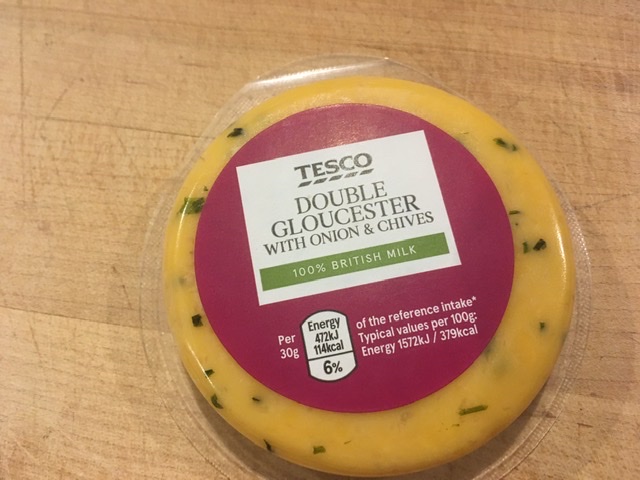 TESCO
DOUBLE
GLOUCESTER
WITH ONION & CHIVES
100% BRITISH MILK
Per
30g
Energy
472kJ
114kcal
6%
of the reference intake*
Typical values per 100g:
Energy 1572kJ / 379kcal